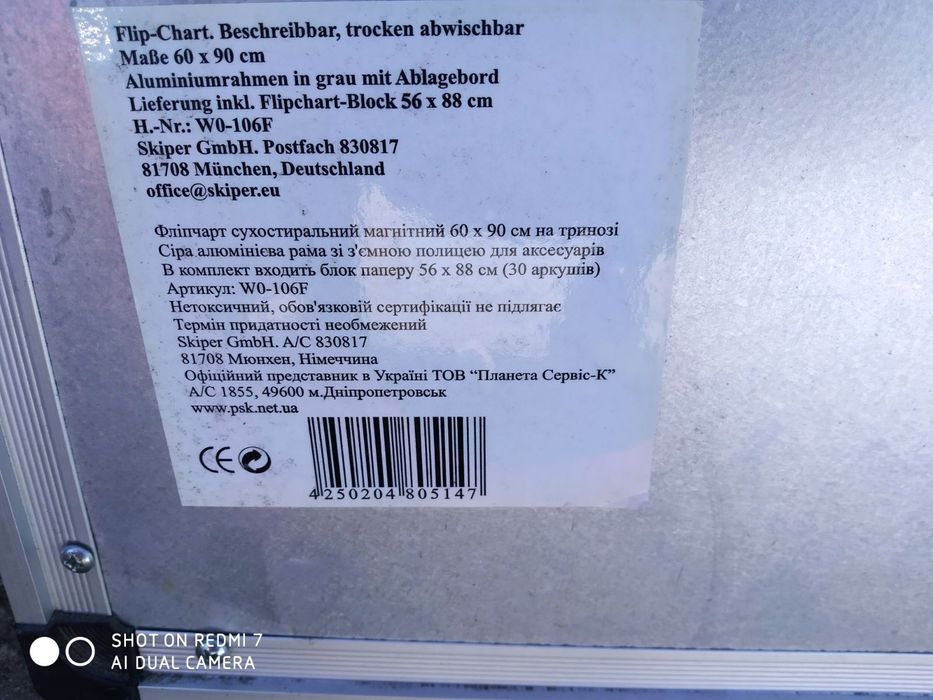 Flip-Chart. Beschreibbar, trocken abwischbar
Maße 60 x 90 cm
Aluminiumrahmen in grau mit Ablagebord
Lieferung inkl. Flipchart-Block 56 x 88 cm
H.-Nr.: W0-106F
Skiper GmbH. Postfach 830817
81708 München, Deutschland
office@skiper.eu
Фліпчарт сухостиральний магнітний 60 х 90 см на тринозі
Сіра алюмінієва рама зі з'ємною полицею для аксесуарів
В комплект входить блок паперу 56 х 88 см (30 аркушів)
Артикул: W0-106F
Нетоксичний, обов'язковій сертифікації не підлягає
Термін придатності необмежений
Skiper GmbH. A/C 830817
81708 Мюнхен, Німеччина
Офіційний представник в Україні ТОВ “Планета Сервіс-К”
А/С 1855, 49600 м.Дніпропетровськ
www.psk.net.ua
CE
4250204 805147
SHOT ON REDMI 7
AI DUAL CAMERA